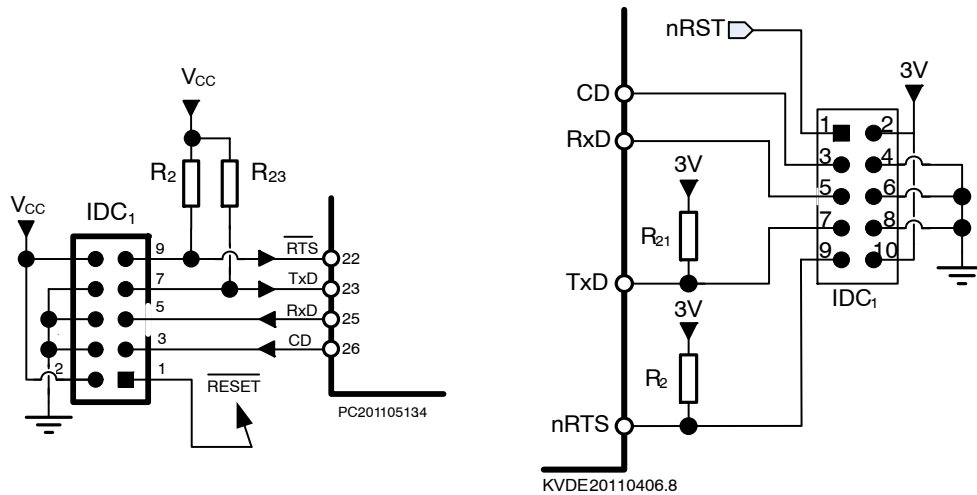 VCC
R2
R23
VCC
IDC1
9
RTS
22
7
TxD
23
5
RxD
25
3
CD
26
2
1
RESET
PC201105134
nRST
CD
RxD
3V
1
2
3
4
5
6
7
8
9
10
IDC1
3V
R21
TxD
3V
R2
nRTS
KVDE20110406.8